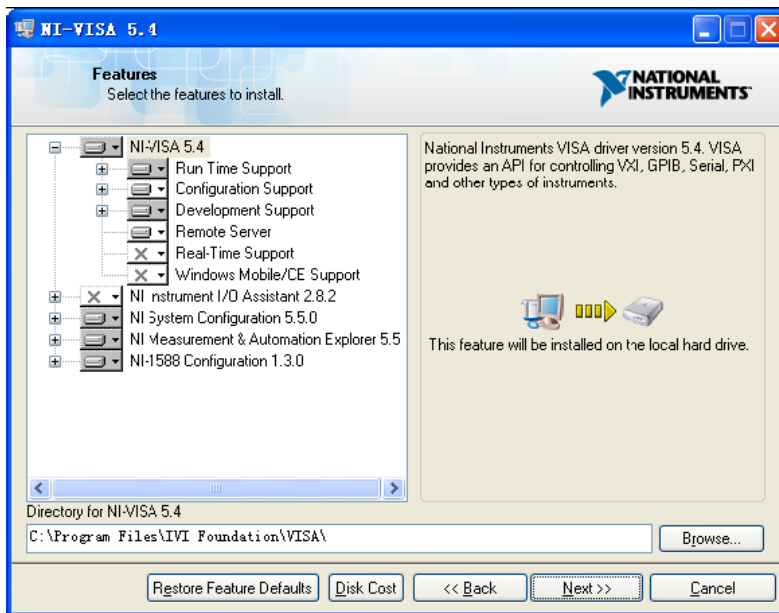 NI-VISA 5.4
Features
Select the features to install.
NATIONAL
INSTRUMENTS™
NI-VISA 5.4
Run Time Support
Configuration Support
Development Support
Remote Server
Real-Time Support
Windows Mobile/CE Support
NI Instrument I/O Assistant 2.8.2
NI System Configuration 5.5.0
NI Measurement & Automation Explorer 5.5
NI-1588 Configuration 1.3.0
National Instruments VISA driver version 5.4. VISA
provides an API for controlling VXI, GPIB, Serial, PXI
and other types of instruments.
This feature will be installed on the local hard drive.
Directory for NI-VISA 5.4
C:\Program Files\IVI Foundation\VISA\
Browse...
Restore Feature Defaults
Disk Cost
<< Back
Next >>
Cancel